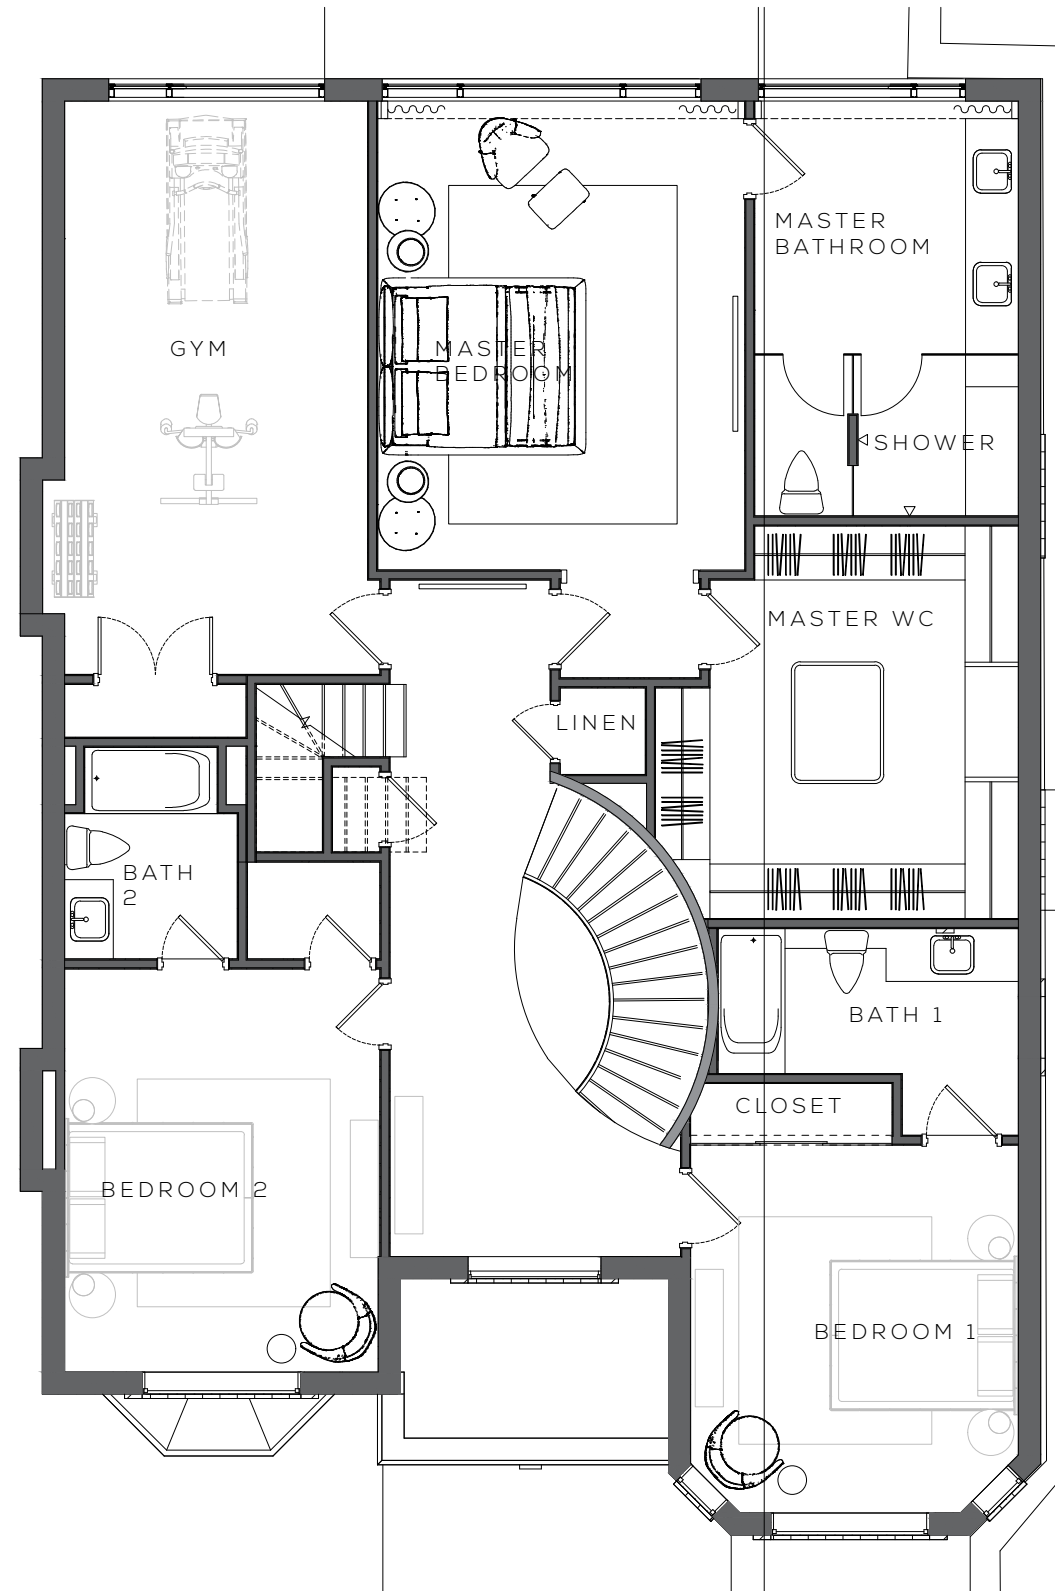 MASTER
BATHROOM
GYM
MASTER
BEDROOM
SHOWER
MASTER WC
LINEN
BATH
2
BATH 1
CLOSET
BEDROOM 2
BEDROOM 1